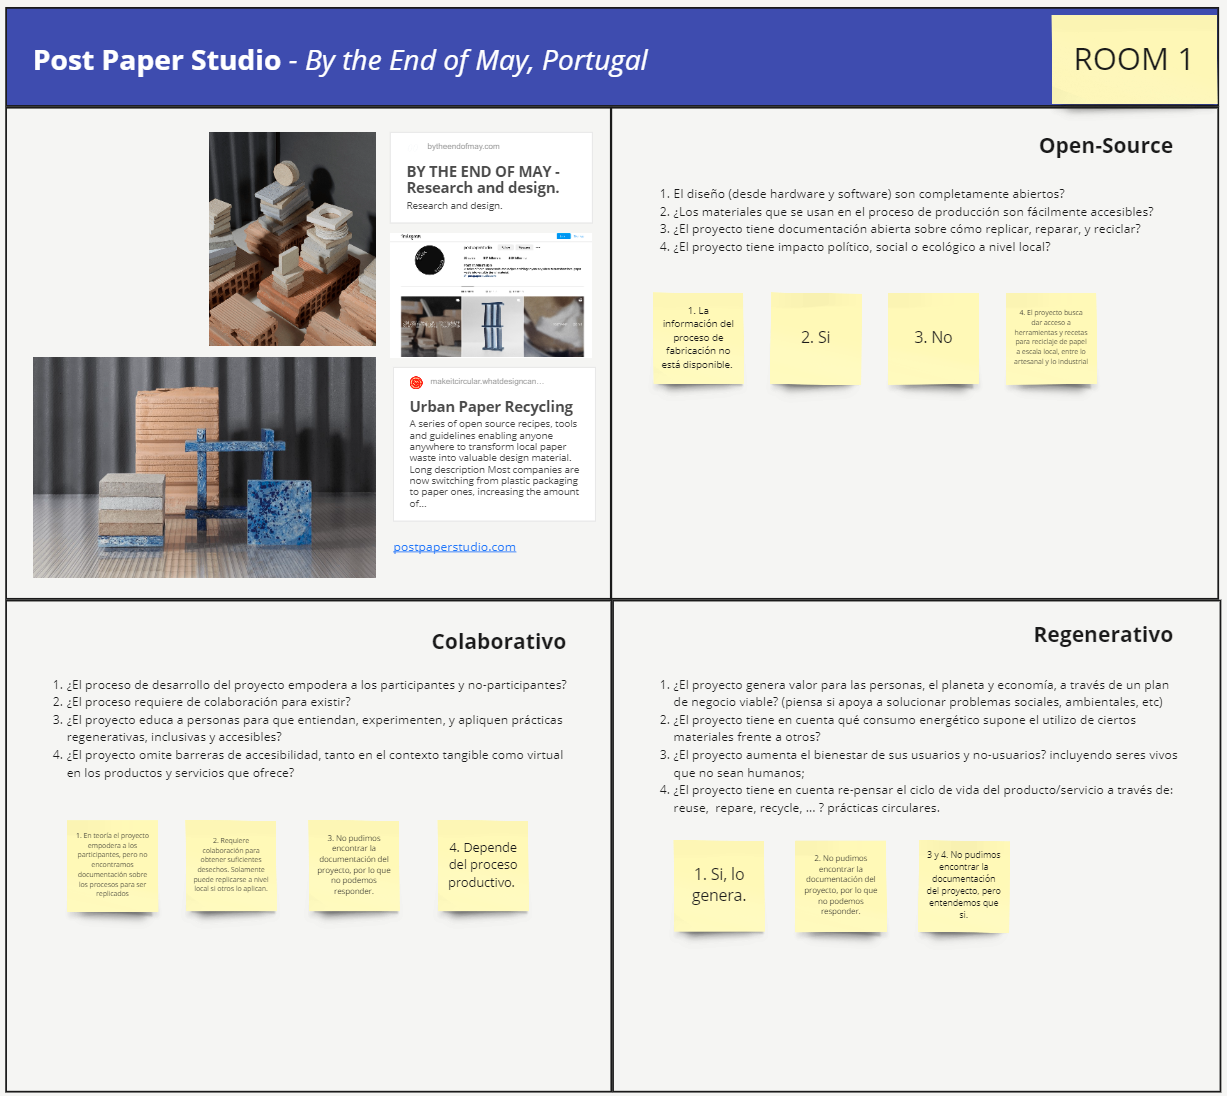 Post Paper Studio - By the End of May, Portugal
ROOM 1
bytheendofmay.com
BY THE END OF MAY -
Research and design.
Research and design.
Instagram
postpaperstudio
makeitcircular.whatdesigncan...
Urban Paper Recycling
A series of open source recipes, tools
and guidelines enabling anyone
anywhere to transform local paper
waste into valuable design material.
Long description Most companies are
now switching from plastic packaging
to paper ones, increasing the amount
of...
postpaperstudio.com
Open-Source
1. El diseño (desde hardware y software) son completamente abiertos?
2. ¿Los materiales que se usan en el proceso de producción son fácilmente accesibles?
3. ¿El proyecto tiene documentación abierta sobre cómo replicar, reparar, y reciclar?
4. ¿El proyecto tiene impacto político, social o ecológico a nivel local?
1. La
información del
proceso de
fabricación no
está disponible.
2. Si
3. No
4. El proyecto busca
dar acceso a
herramientas y recetas
para reciclaje de papel
a escala local, entre lo
artesanal y lo industrial
Colaborativo
1. ¿El proceso de desarrollo del proyecto empodera a los participantes y no-participantes?
2. ¿El proceso requiere de colaboración para existir?
3. ¿El proyecto educa a personas para que entiendan, experimenten, y apliquen prácticas
regenerativas, inclusivas y accesibles?
4. ¿El proyecto omite barreras de accesibilidad, tanto en el contexto tangible como virtual
en los productos y servicios que ofrece?
1. En teoría el proyecto
empodera a los
participantes, pero no
encontramos
documentación sobre
los procesos para ser
replicados
2. Requiere
colaboración para
obtener suficientes
desechos. Solamente
puede replicarse a nivel
local si otros lo aplican.
3. No pudimos
encontrar la
documentación del
proyecto, por lo que
no podemos
responder.
4. Depende
del proceso
productivo.
Regenerativo
1. ¿El proyecto genera valor para las personas, el planeta y economía, a través de un plan
de negocio viable? (piensa si apoya a solucionar problemas sociales, ambientales, etc)
2. ¿El proyecto tiene en cuenta qué consumo energético supone el utilizo de ciertos
materiales frente a otros?
3. ¿El proyecto aumenta el bienestar de sus usuarios y no-usuarios? incluyendo seres vivos
que no sean humanos;
4. ¿El proyecto tiene en cuenta re-pensar el ciclo de vida del producto/servicio a través de:
reuse, repare, recycle, ... ? prácticas circulares.
1. Si, lo
genera.
2. No pudimos
encontrar la
documentación del
proyecto, por lo que
no podemos
responder.
3 y 4. No pudimos
encontrar la
documentación
del proyecto, pero
entendemos que
si.